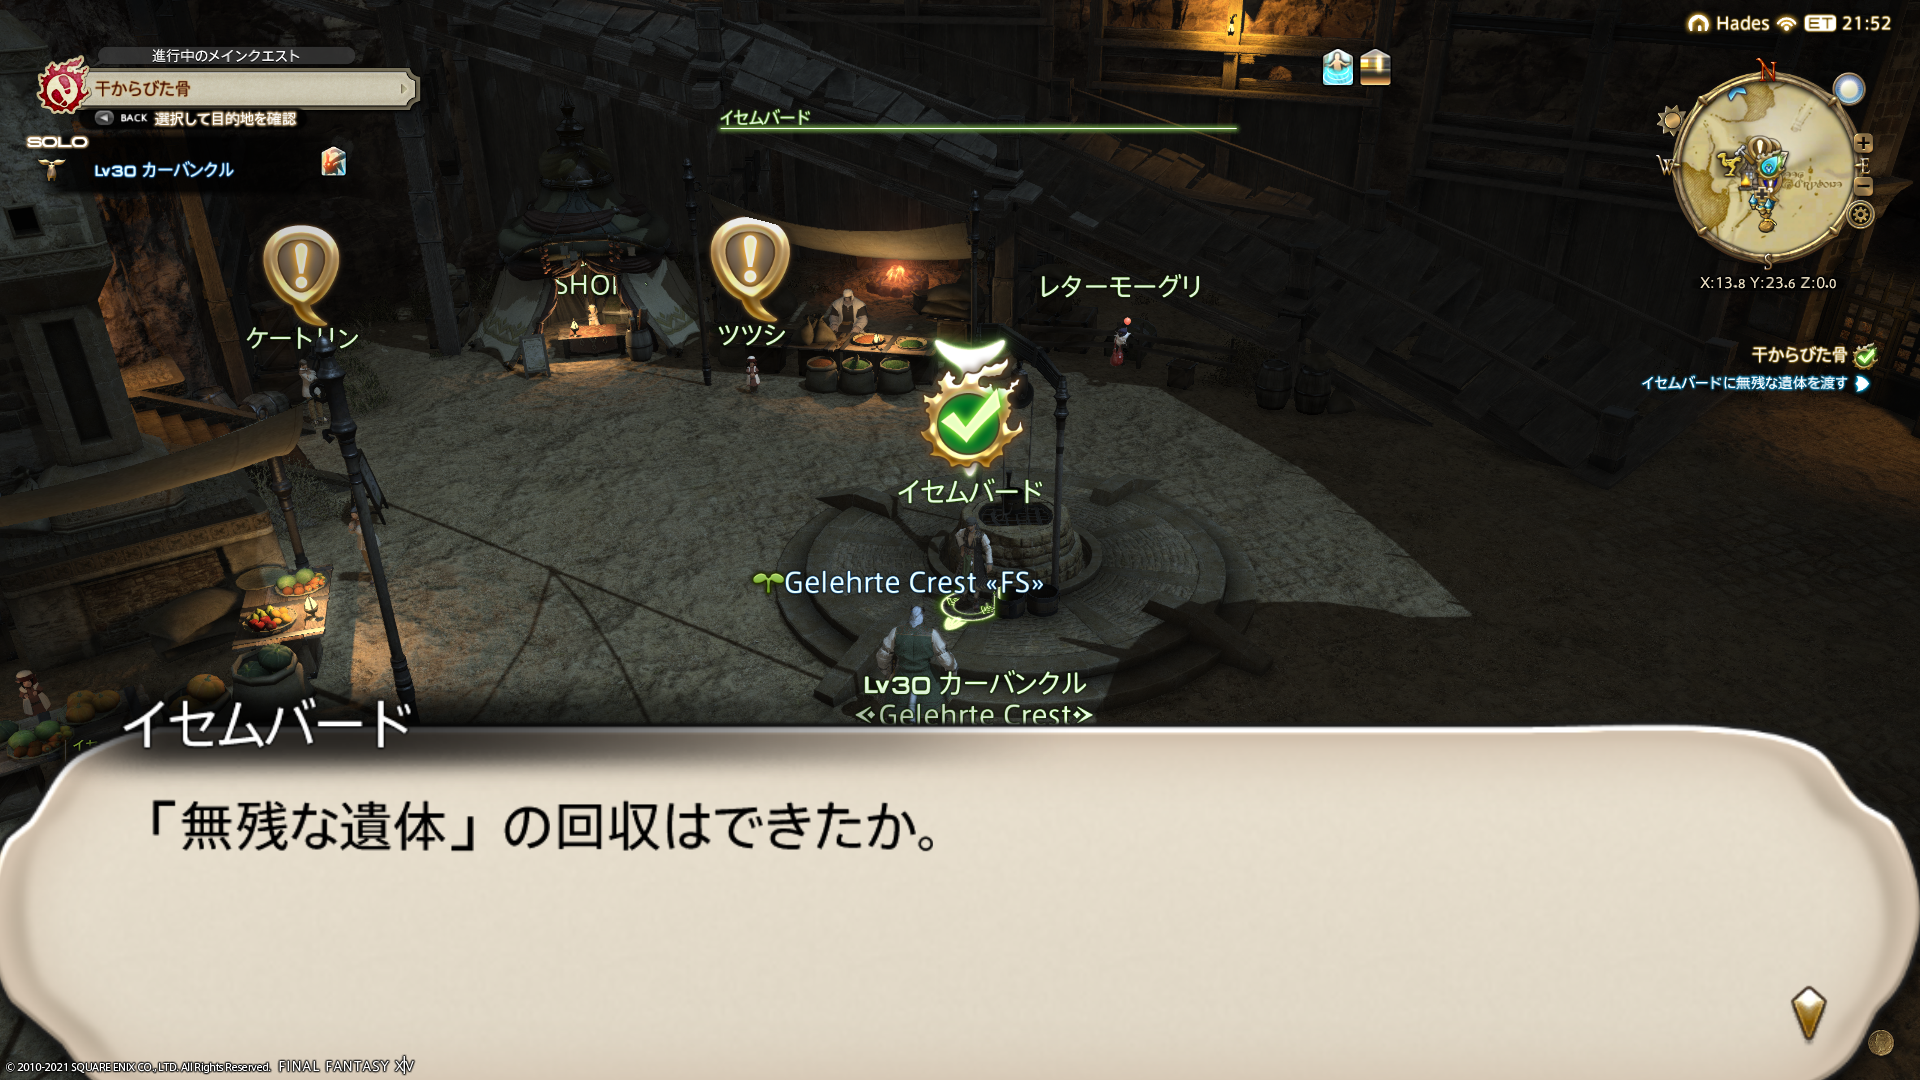 Hades ET 21:52
進行中のメインクエスト
干からびた骨
BACK 選択して目的地を確認
SOLO
Lv30 カーバンクル
イセムバード
N
W
E
S
X:13.8 Y:23.6 Z:0.0
干からびた骨
イセムバードに無残な遺体を渡す
SHOP
ケートリン
ツツシ
レターモーグリ
イセムバード
Gelehrte Crest «FS»
Lv30 カーバンクル
Gelehrte Crest
イセムバード
「無残な遺体」の回収はできたか。
© 2010-2021 SQUARE ENIX CO., LTD. All Rights Reserved. FINAL FANTASY XIV